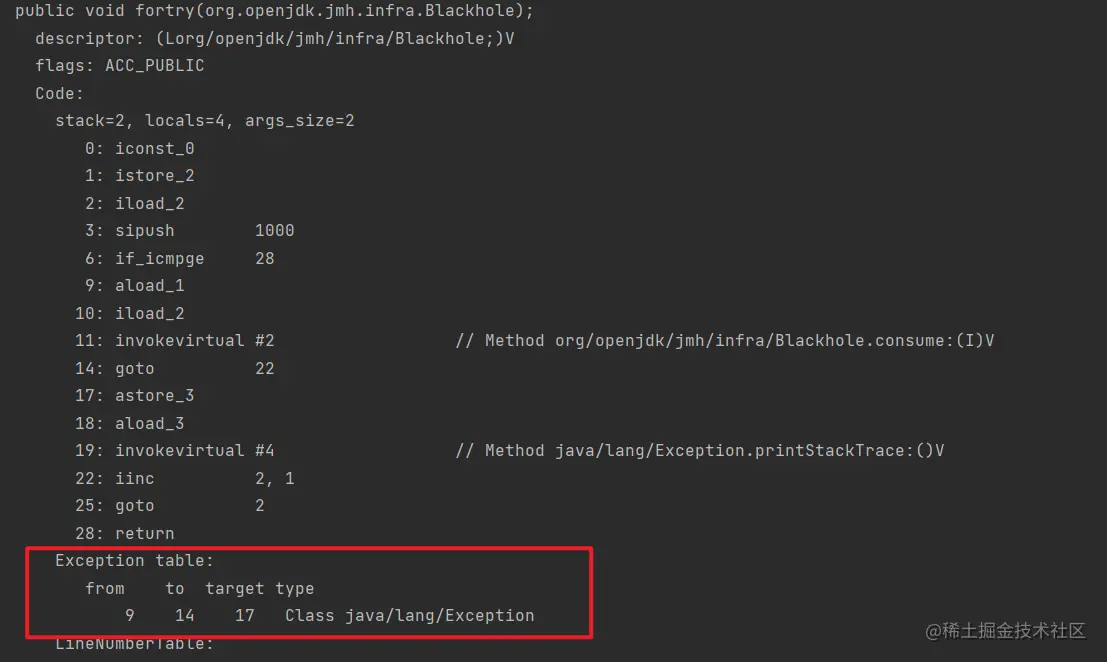 public void fortry(org.openjdk.jmh.infra.Blackhole);
descriptor: (Lorg/openjdk/jmh/infra/Blackhole;)V
flags: ACC_PUBLIC
Code:
stack=2, locals=4, args_size=2
0: iconst_0
1: istore_2
2: iload_2
3: sipush 1000
6: if_icmpge 28
9: aload_1
10: iload_2
11: invokevirtual #2 // Method org/openjdk/jmh/infra/Blackhole.consume:(I)V
14: goto 22
17: astore_3
18: aload_3
19: invokevirtual #4 // Method java/lang/Exception.printStackTrace:()V
22: iinc 2, 1
25: goto 2
28: return
Exception table:
from to target type
9 14 17 Class java/lang/Exception
LineNumberTable:
@稀土掘金技术社区